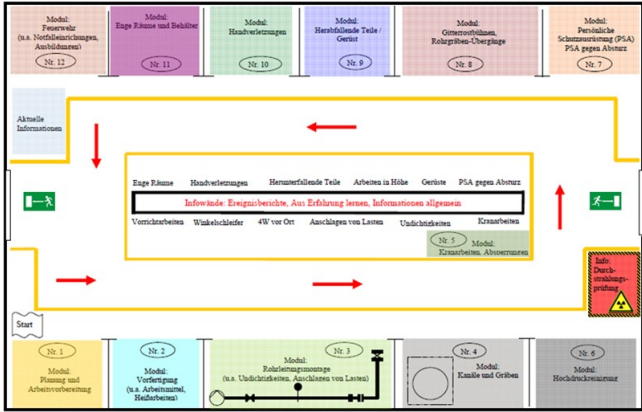 Modul:
Feuerwehr
(u.a. Notfalleinrichtungen,
Ausbildungen)
Nr. 12
Modul:
Enge Räume und Behälter
Nr. 11
Modul:
Handverletzungen
Nr. 10
Modul:
Herabfallende Teile /
Gerüst
Nr. 9
Modul:
Gitterrostbühnen,
Rohrgräben-Übergänge
Nr. 8
Modul:
Persönliche
Schutzausrüstung (PSA)
PSA gegen Absturz
Nr. 7
Aktuelle
Informationen
Enge Räume Handverletzungen Herunterfallende Teile Arbeiten in Höhe Gerüste PSA gegen Absturz
Infowände: Ereignisberichte, Aus Erfahrung lernen, Informationen allgemein
Vorrichtarbeiten Winkelschleifer 4W vor Ort Anschlagen von Lasten Undichtigkeiten Kranarbeiten
Nr. 5 Modul:
Kranarbeiten, Absperrungen
Info:
Durch-
strahlungs-
prüfung
Start
Nr. 1
Modul:
Planung und
Arbeitsvorbereitung
Nr. 2
Modul:
Vorfertigung
(u.a. Arbeitsmittel,
Heißarbeiten)
Nr. 3
Modul:
Rohrleitungsmontage
(u.a. Undichtigkeiten, Anschlagen von Lasten)
Nr. 4
Modul:
Kanäle und Gräben
Nr. 6
Modul:
Hochdruckreinigung